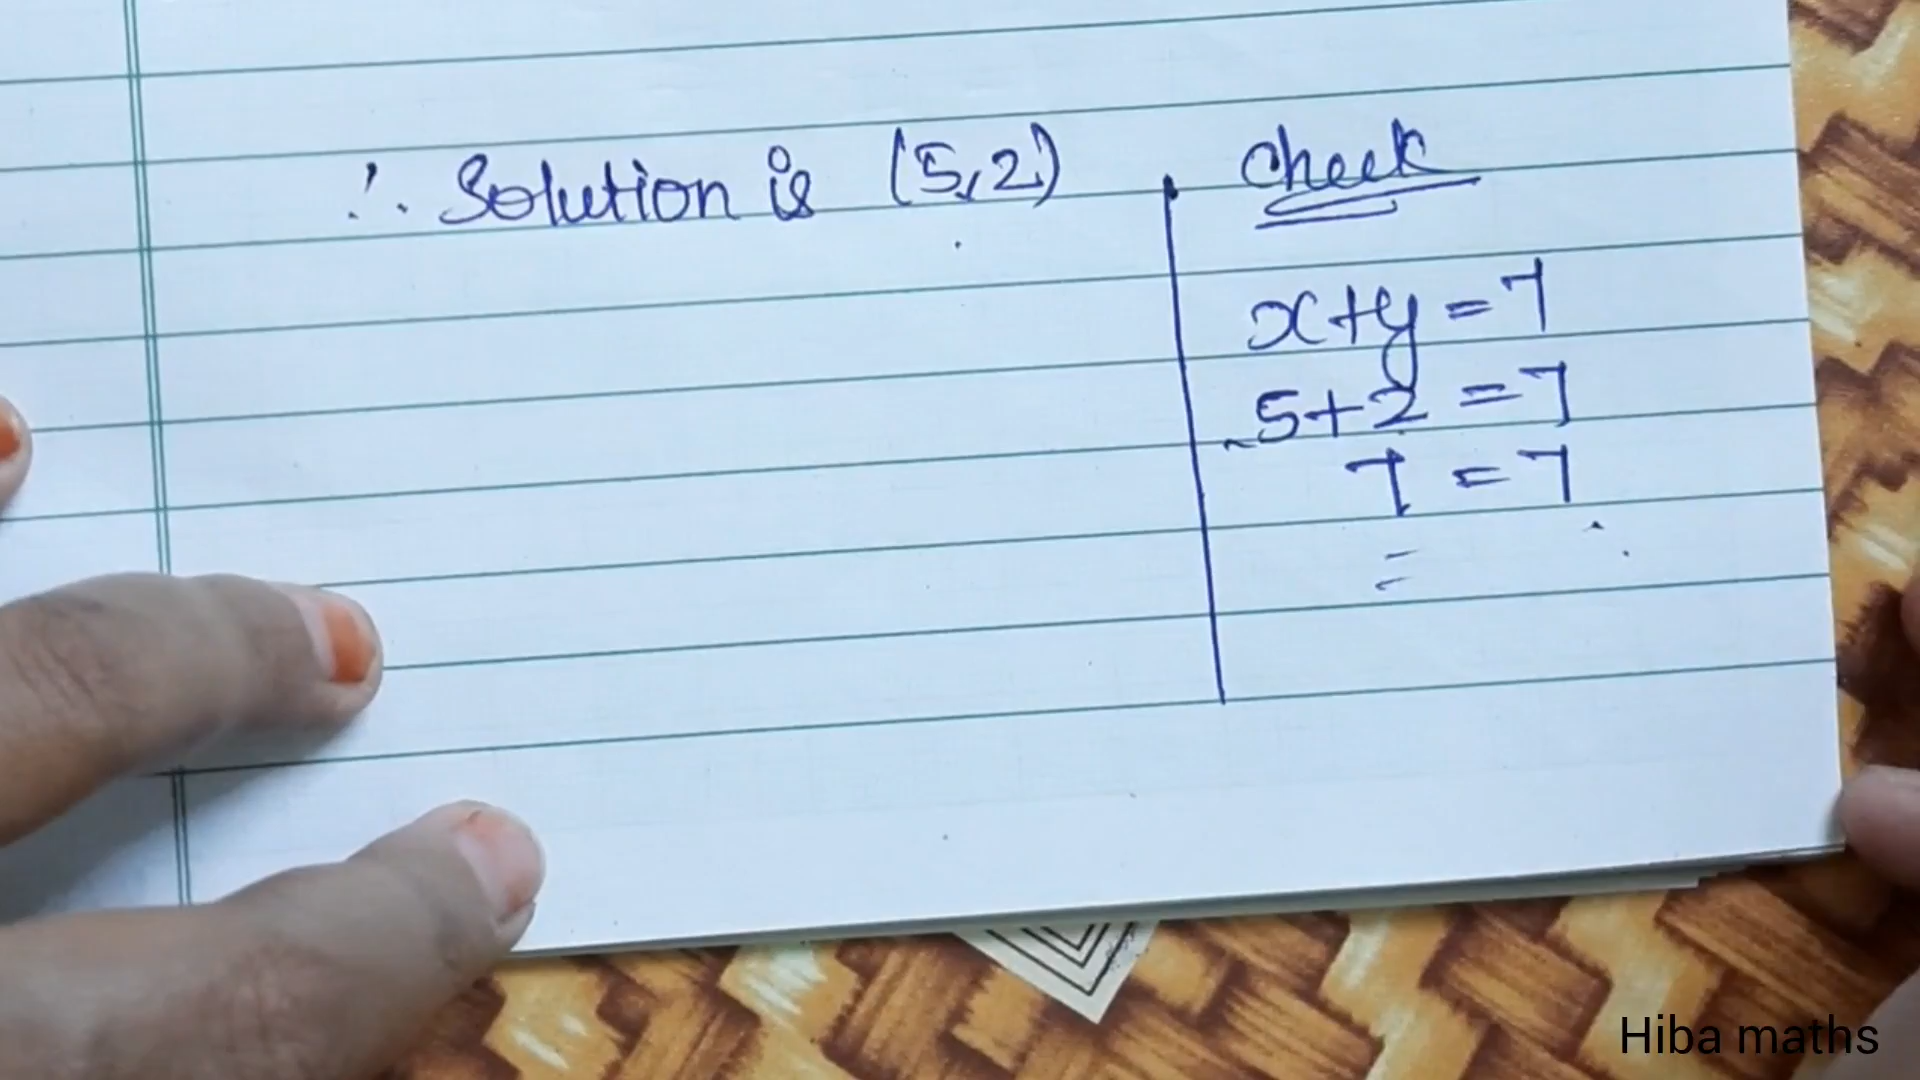 ∴ Solution is (5,2)
Check
x+y=7
5+2=7
7=7
=
Hiba maths